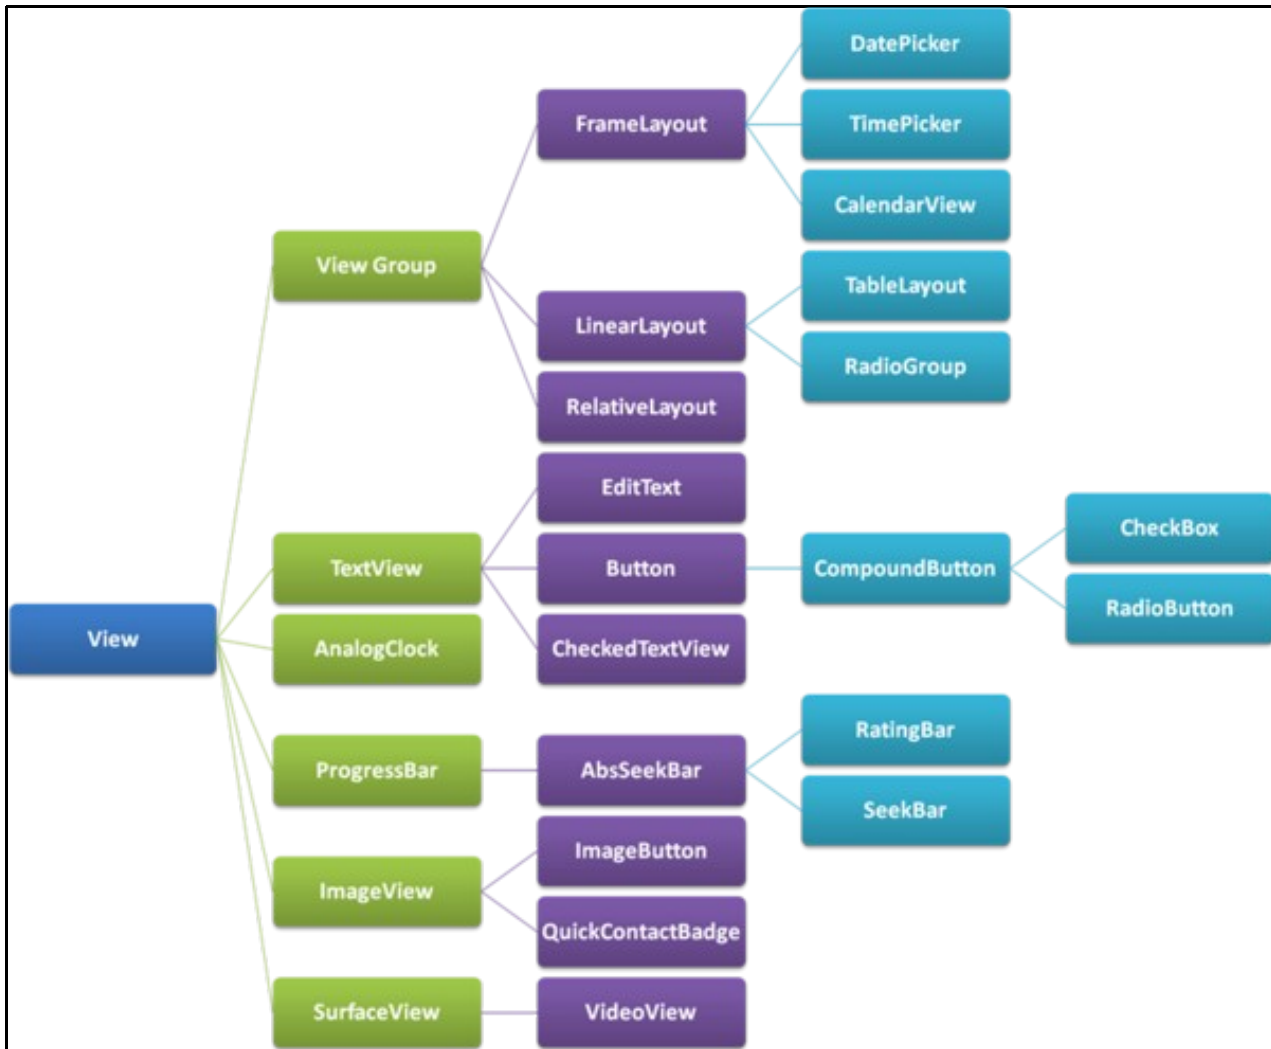 DatePicker
FrameLayout
TimePicker
CalendarView
View Group
TableLayout
LinearLayout
RadioGroup
RelativeLayout
EditText
CheckBox
TextView
Button
CompoundButton
RadioButton
View
AnalogClock
CheckedTextView
RatingBar
ProgressBar
AbsSeekBar
SeekBar
ImageButton
ImageView
QuickContactBadge
SurfaceView
VideoView